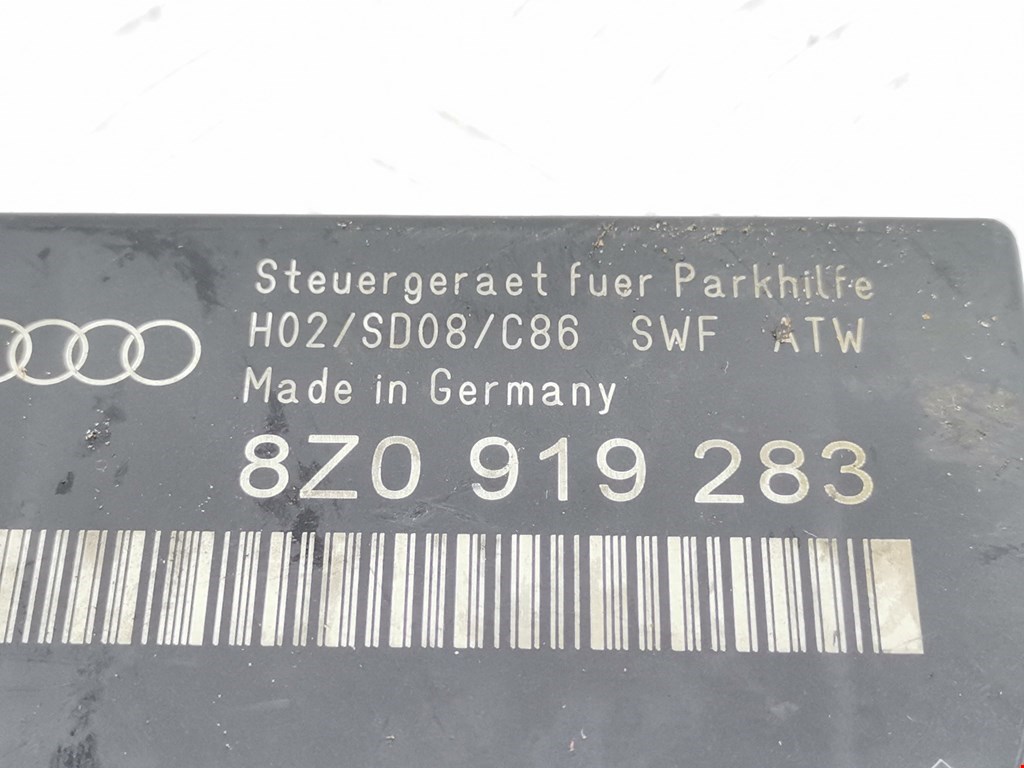 Steuergeraet fuer Parkhilfe
H02/SD08/C86 SWF ATW
Made in Germany
8Z0 919 283